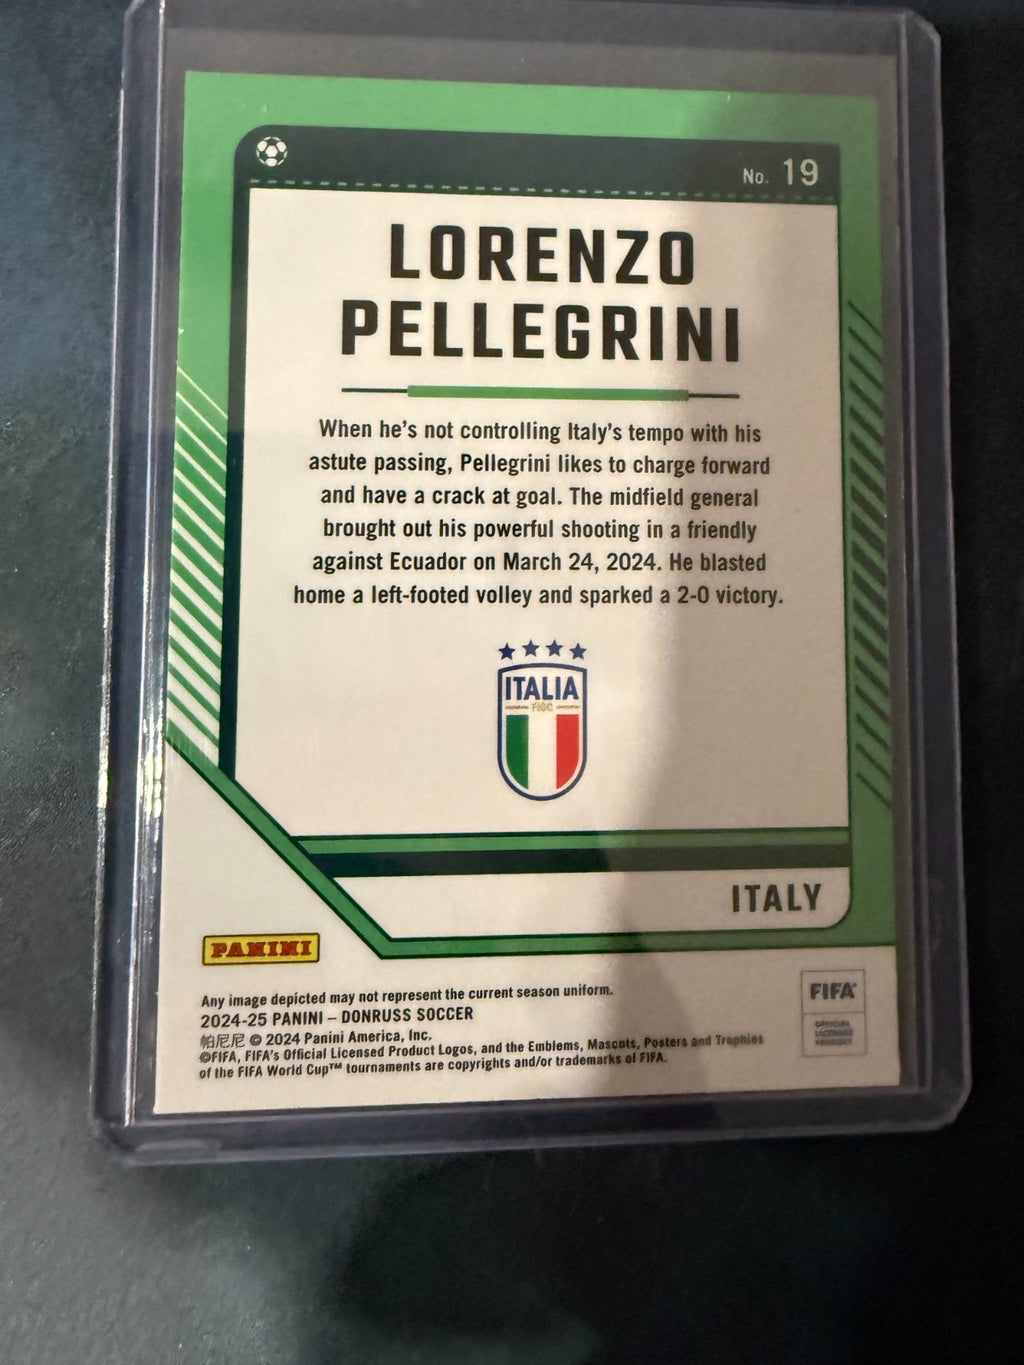 No. 19
LORENZO
PELLEGRINI
When he's not controlling Italy's tempo with his
astute passing, Pellegrini likes to charge forward
and have a crack at goal. The midfield general
brought out his powerful shooting in a friendly
against Ecuador on March 24, 2024. He blasted
home a left-footed volley and sparked a 2-0 victory.
ITALIA
FIGC
ITALY
PANINI
Any image depicted may not represent the current season uniform.
2024-25 PANINI – DONRUSS SOCCER
帕尼尼 © 2024 Panini America, Inc.
©FIFA, FIFA's Official Licensed Product Logos, and the Emblems, Mascots, Posters and Trophies
of the FIFA World Cup™ tournaments are copyrights and/or trademarks of FIFA.
FIFA
OFFICIAL
LICENSED
PRODUCT